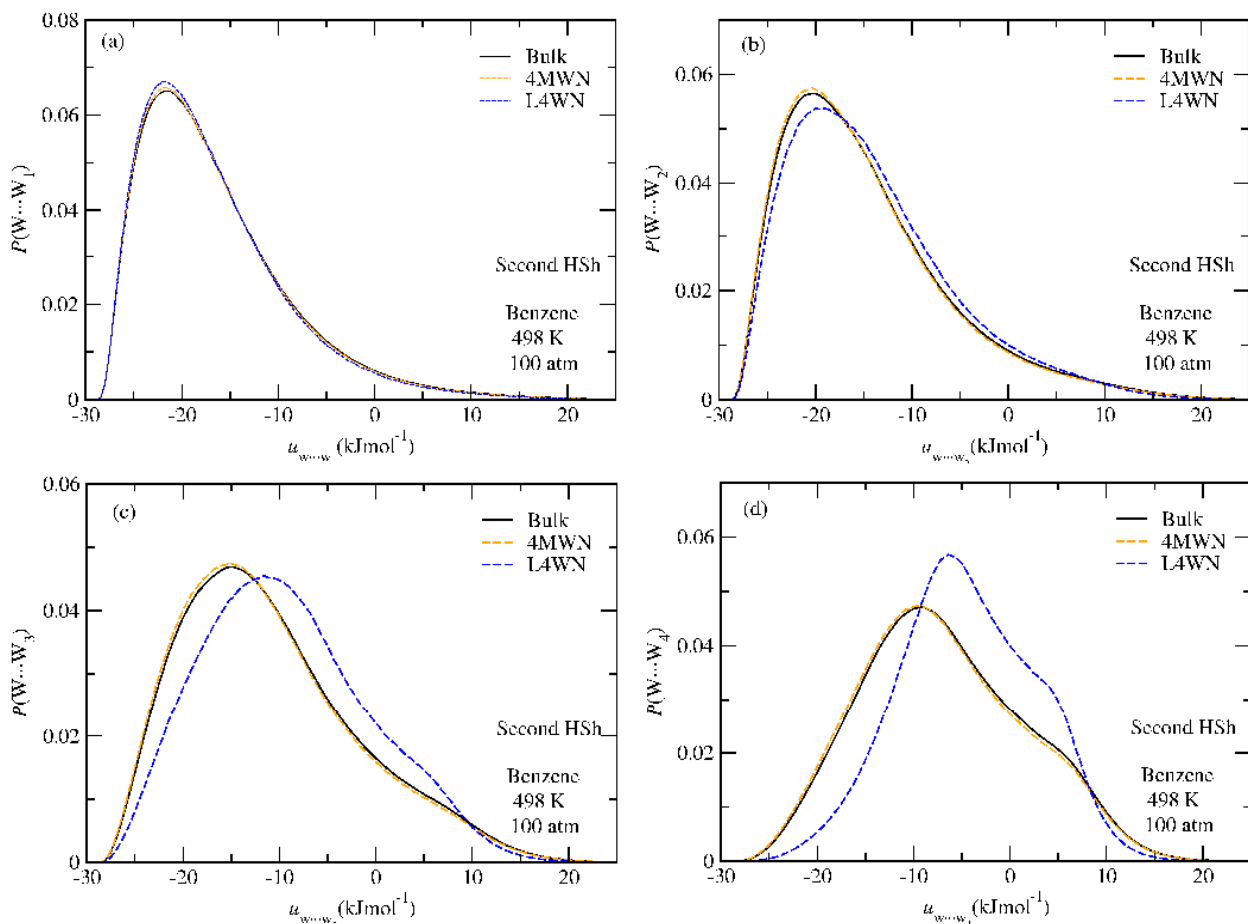 (a)
Bulk
4MWN
L4WN
P(W···W1)
0.08
0.06
0.04
0.02
0
Second HSh
Benzene
498 K
100 atm
-30 -20 -10 0 10 20
u w···w (kJmol-1)
(b)
Bulk
4MWN
L4WN
P(W···W2)
0.06
0.04
0.02
0
Second HSh
Benzene
498 K
100 atm
-30 -20 -10 0 10 20
u w···w (kJmol-1)
(c)
Bulk
4MWN
L4WN
P(W···W3)
0.06
0.04
0.02
0
Second HSh
Benzene
498 K
100 atm
-30 -20 -10 0 10 20
u w···w (kJmol-1)
(d)
Bulk
4MWN
L4WN
P(W···W4)
0.06
0.04
0.02
0
Second HSh
Benzene
498 K
100 atm
-30 -20 -10 0 10 20
u w···w (kJmol-1)